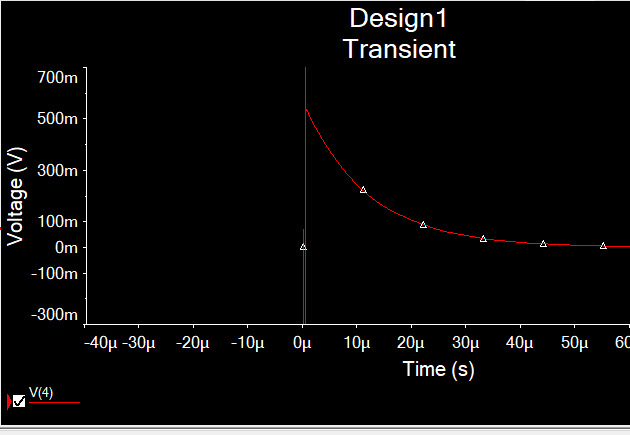 Design1
Transient
Voltage (V)
700m
500m
300m
100m
0m
-100m
-300m
-40µ -30µ -20µ -10µ 0µ 10µ 20µ 30µ 40µ 50µ
Time (s)
V(4)